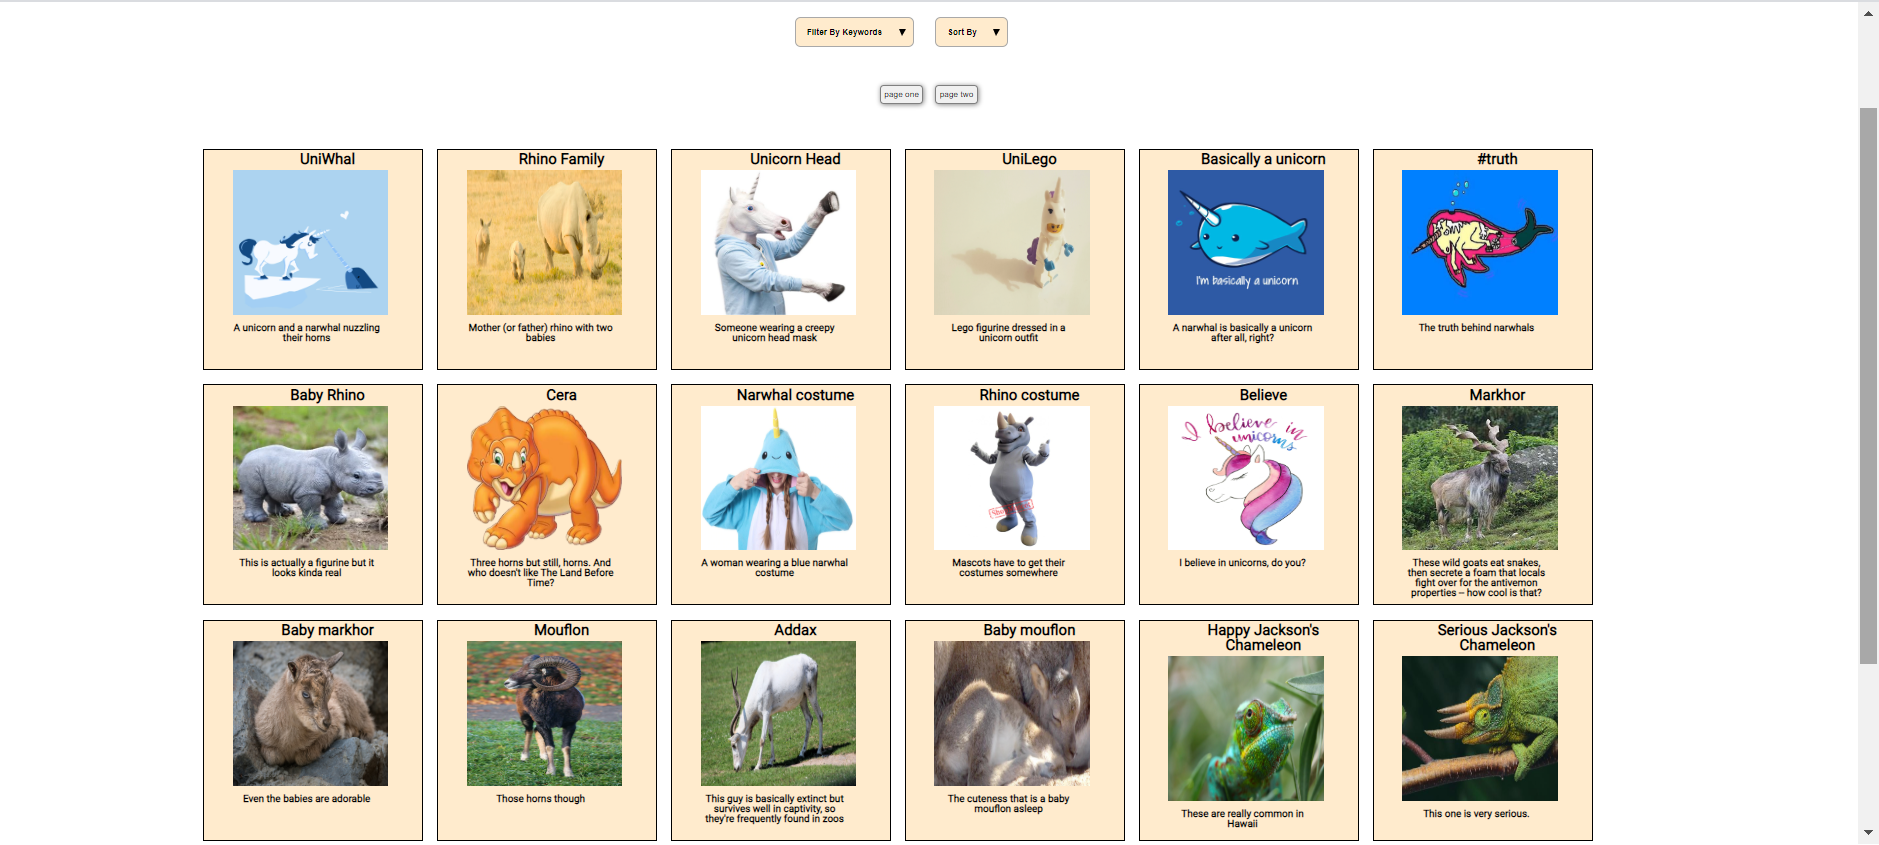 Filter By Keywords ▼
Sort By ▼
page one
page two
UniWhal
A unicorn and a narwhal nuzzling
their horns
Rhino Family
Mother (or father) rhino with two
babies
Unicorn Head
Someone wearing a creepy
unicorn head mask
UniLego
Lego figurine dressed in a
unicorn outfit
Basically a unicorn
I'm basically a unicorn
A narwhal is basically a unicorn
after all, right?
#truth
The truth behind narwhals
Baby Rhino
This is actually a figurine but it
looks kinda real
Cera
Three horns but still, horns. And
who doesn't like The Land Before
Time?
Narwhal costume
A woman wearing a blue narwhal
costume
Rhino costume
Mascots have to get their
costumes somewhere
Believe
I believe in
unicorns
I believe in unicorns, do you?
Markhor
These wild goats eat snakes,
then secrete a foam that locals
fight over for the antivemon
properties -- how cool is that?
Baby markhor
Even the babies are adorable
Mouflon
Those horns though
Addax
This guy is basically extinct but
survives well in captivity, so
they're frequently found in zoos
Baby mouflon
The cuteness that is a baby
mouflon asleep
Happy Jackson's
Chameleon
These are really common in
Hawaii
Serious Jackson's
Chameleon
This one is very serious.